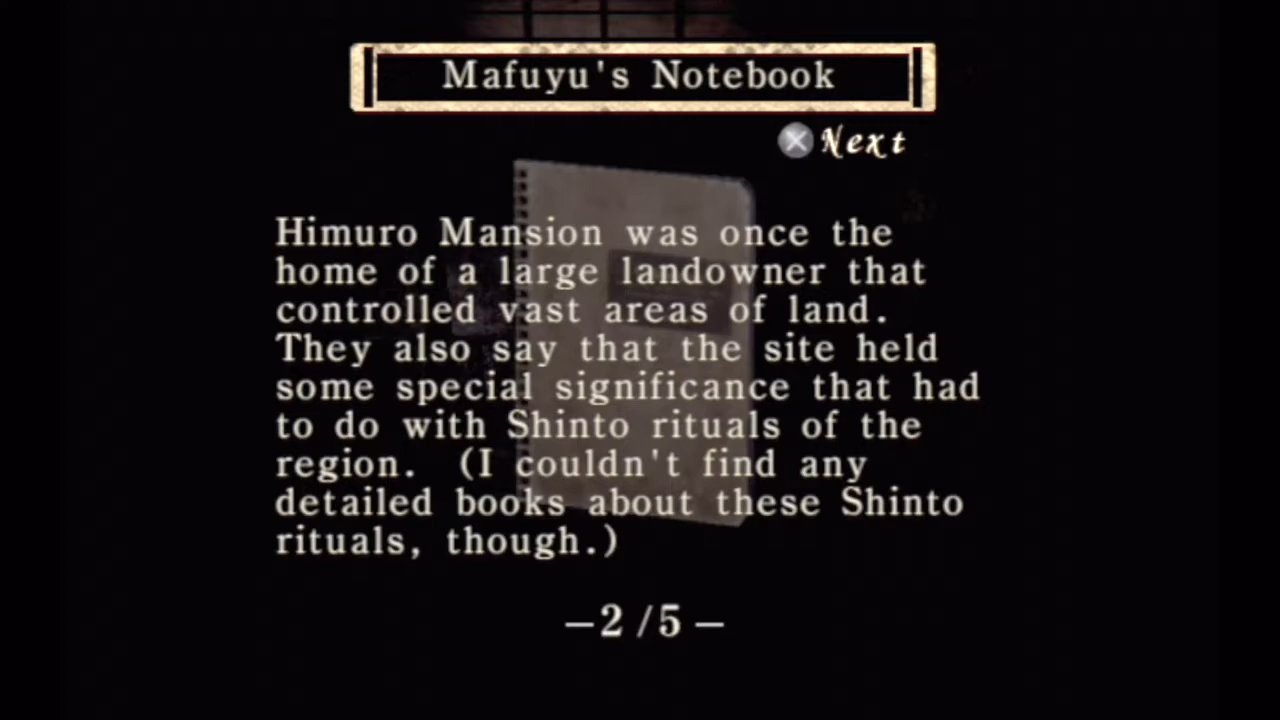 Mafuyu's Notebook
Next
Himuro Mansion was once the
home of a large landowner that
controlled vast areas of land.
They also say that the site held
some special significance that had
to do with Shinto rituals of the
region.  (I couldn't find any
detailed books about these Shinto
rituals, though.)
—2/5—